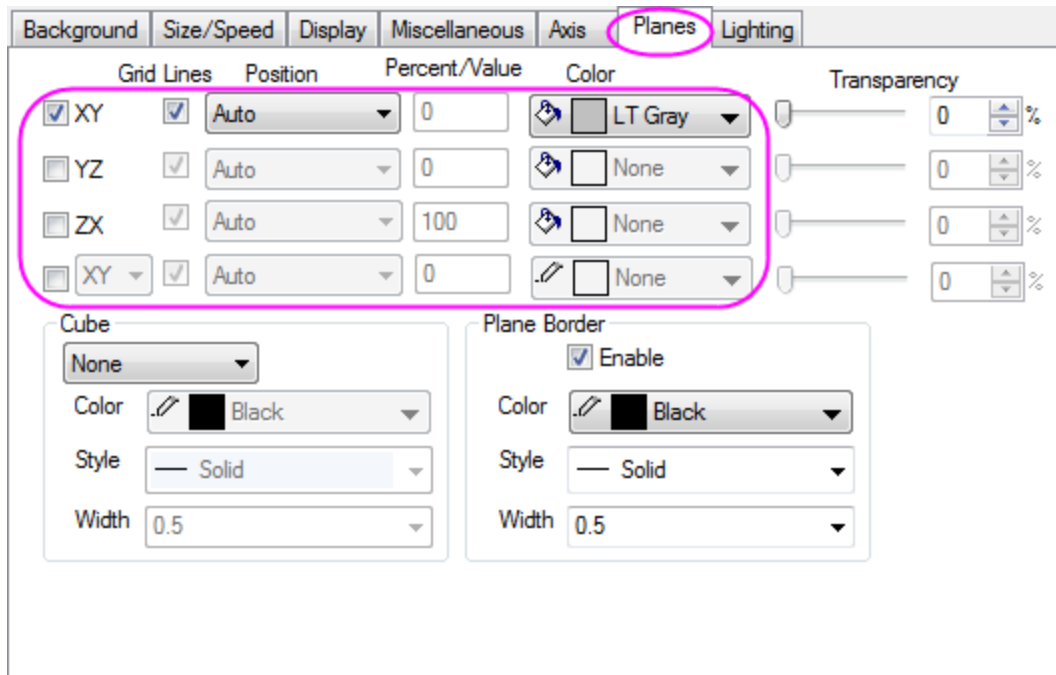 Background Size/Speed Display Miscellaneous Axis Planes Lighting
Grid Lines Position Percent/Value Color Transparency
XY Auto 0 LT Gray 0 %
YZ Auto 0 None 0 %
ZX Auto 100 None 0 %
XY Auto 0 None 0 %
Cube Plane Border
None Enable
Color Black Color Black
Style Solid Style Solid
Width 0.5 Width 0.5